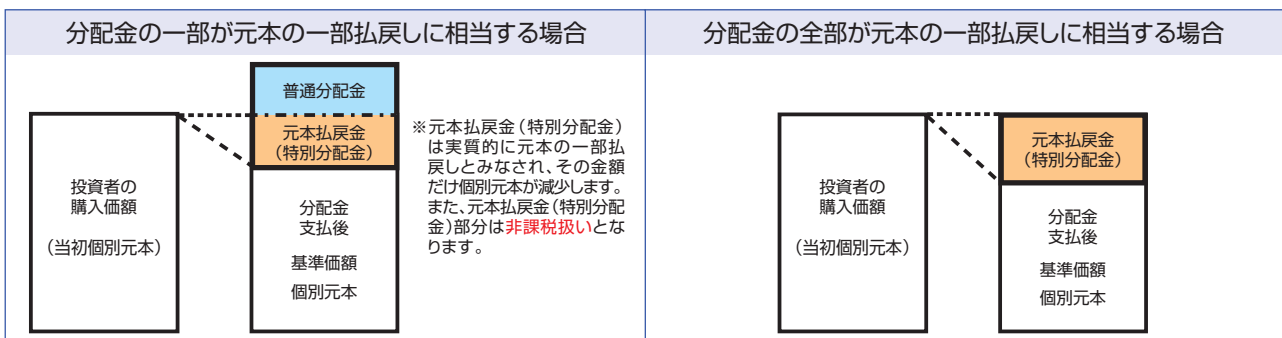 分配金の一部が元本の一部払戻しに相当する場合
普通分配金
元本払戻金
（特別分配金）
投資者の
購入価額
（当初個別元本）
分配金
支払後
基準価額
個別元本
※元本払戻金（特別分配金）
は実質的に元本の一部払
戻しとみなされ、その金額
だけ個別元本が減少します。
また、元本払戻金（特別分配
金）部分は非課税扱いとな
ります。
分配金の全部が元本の一部払戻しに相当する場合
元本払戻金
（特別分配金）
投資者の
購入価額
（当初個別元本）
分配金
支払後
基準価額
個別元本